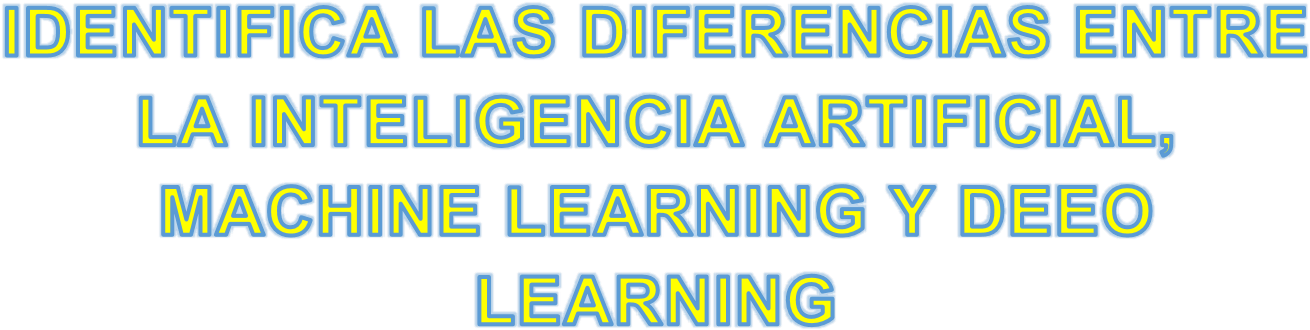 IDENTIFICA LAS DIFERENCIAS ENTRE
LA INTELIGENCIA ARTIFICIAL,
MACHINE LEARNING Y DEEO
LEARNING